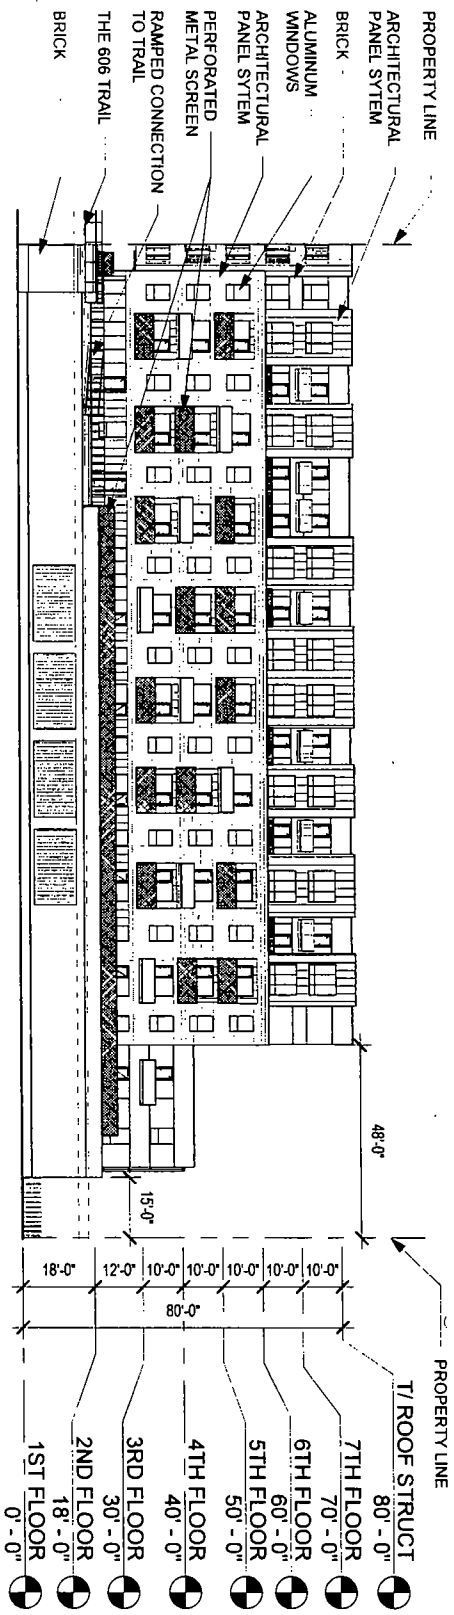 PROPERTY LINE
ARCHITECTURAL
PANEL SYTEM
BRICK
ALUMINUM
WINDOWS
ARCHITECTURAL
PANEL SYTEM
PERFORATED
METAL SCREEN
RAMPED CONNECTION
TO TRAIL
THE 606 TRAIL
BRICK
48'-0"
15'-0"
PROPERTY LINE
18'-0"
12'-0"
10'-0"
10'-0"
10'-0"
10'-0"
10'-0"
80'-0"
T/ ROOF STRUCT
80' - 0"
7TH FLOOR
70' - 0"
6TH FLOOR
60' - 0"
5TH FLOOR
50' - 0"
4TH FLOOR
40' - 0"
3RD FLOOR
30' - 0"
2ND FLOOR
18' - 0"
1ST FLOOR
0' - 0"